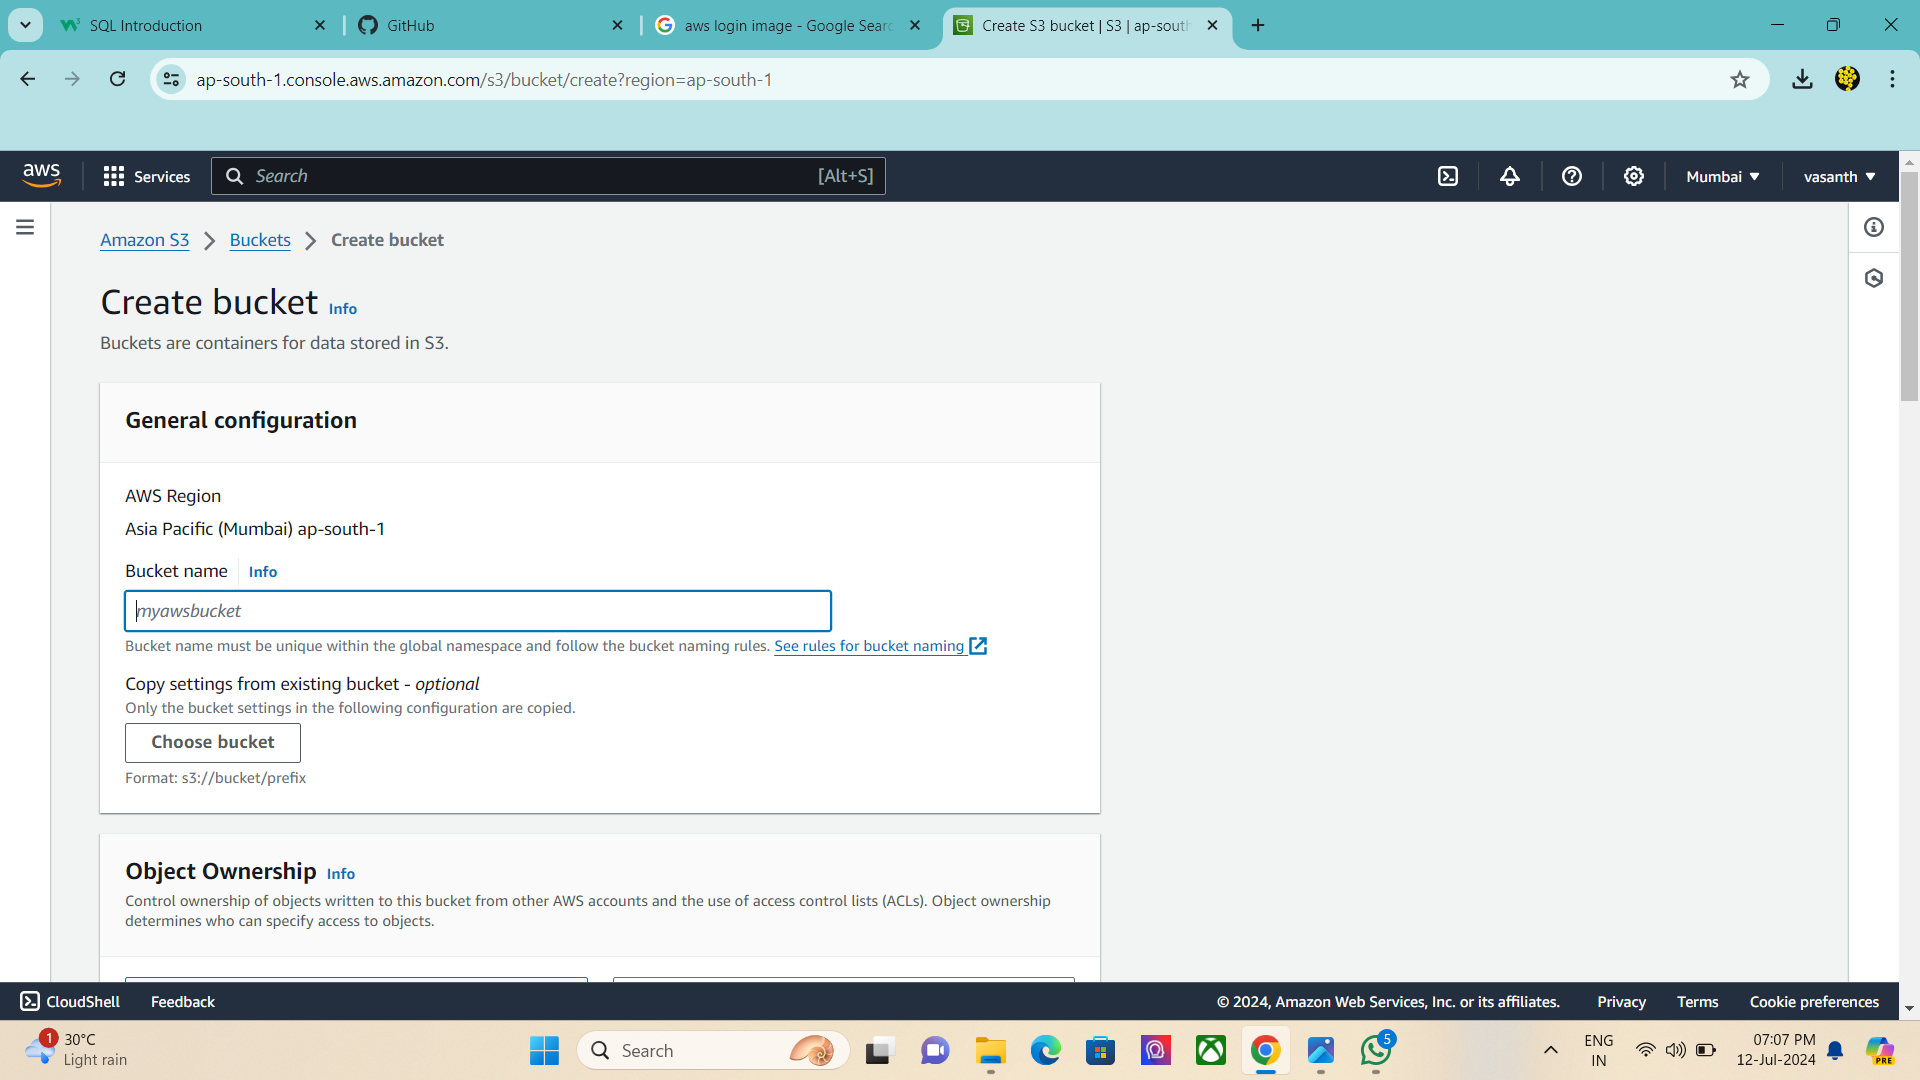 SQL Introduction
GitHub
aws login image - Google Searc
Create S3 bucket | S3 | ap-south
ap-south-1.console.aws.amazon.com/s3/bucket/create?region=ap-south-1
aws
Services
Search
[Alt+S]
Mumbai
vasanth
Amazon S3
Buckets
Create bucket
Create bucket Info
Buckets are containers for data stored in S3.
General configuration
AWS Region
Asia Pacific (Mumbai) ap-south-1
Bucket name Info
myawsbucket
Bucket name must be unique within the global namespace and follow the bucket naming rules. See rules for bucket naming
Copy settings from existing bucket - optional
Only the bucket settings in the following configuration are copied.
Choose bucket
Format: s3://bucket/prefix
Object Ownership Info
Control ownership of objects written to this bucket from other AWS accounts and the use of access control lists (ACLs). Object ownership
determines who can specify access to objects.
CloudShell
Feedback
© 2024, Amazon Web Services, Inc. or its affiliates.
Privacy
Terms
Cookie preferences
1
30°C
Light rain
Search
5
ENG
IN
07:07 PM
12-Jul-2024
PRE